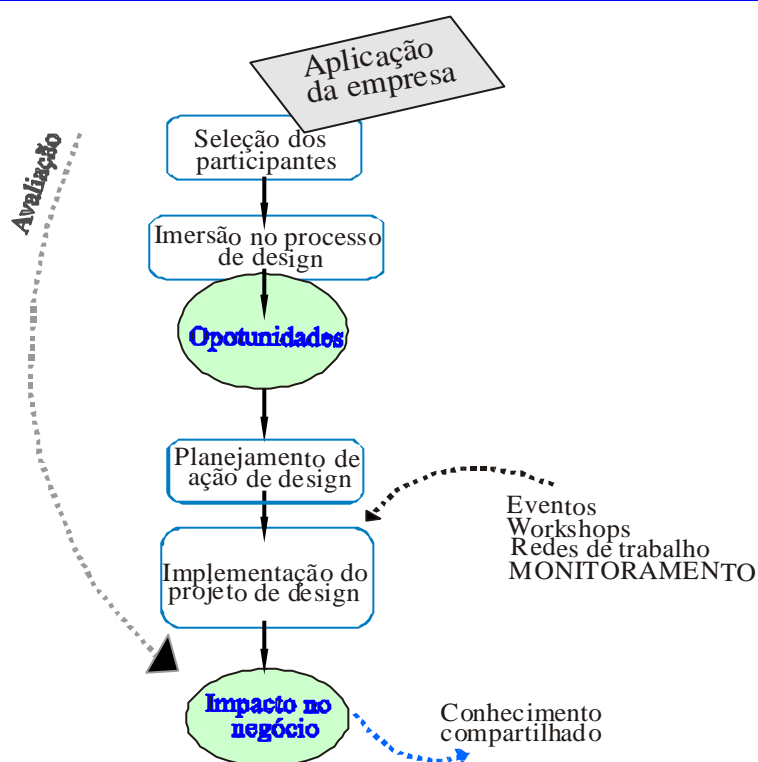 Aplicação
da empresa
Seleção dos
participantes
Avaliação
Imersão no processo
de design
Opotunidades
Planejamento de
ação de design
Eventos
Workshops
Redes de trabalho
MONITORAMENTO
Implementação do
projeto de design
Impacto no
negócio
Conhecimento
compartilhado